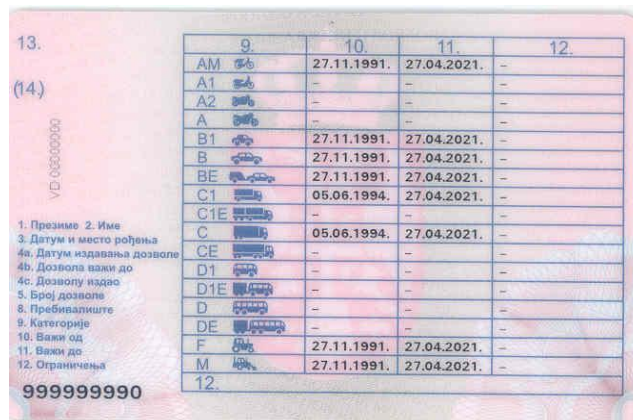 13.
(14.)
VD 00000000
9. 10. 11. 12.
AM 27.11.1991. 27.04.2021. –
A1 – – –
A2 – – –
A – – –
B1 27.11.1991. 27.04.2021. –
B 27.11.1991. 27.04.2021. –
BE 27.11.1991. 27.04.2021. –
C1 05.06.1994. 27.04.2021. –
C1E – – –
C 05.06.1994. 27.04.2021. –
CE – – –
D1 – – –
D1E – – –
D – – –
DE – – –
F 27.11.1991. 27.04.2021. –
M 27.11.1991. 27.04.2021. –
12.
1. Презиме 2. Име
3. Датум и место рођења
4a. Датум издавања дозволе
4b. Дозвола важи до
4c. Дозволу издао
5. Број дозволе
8. Пребивалиште
9. Категорије
10. Важи од
11. Важи до
12. Ограничења
999999990